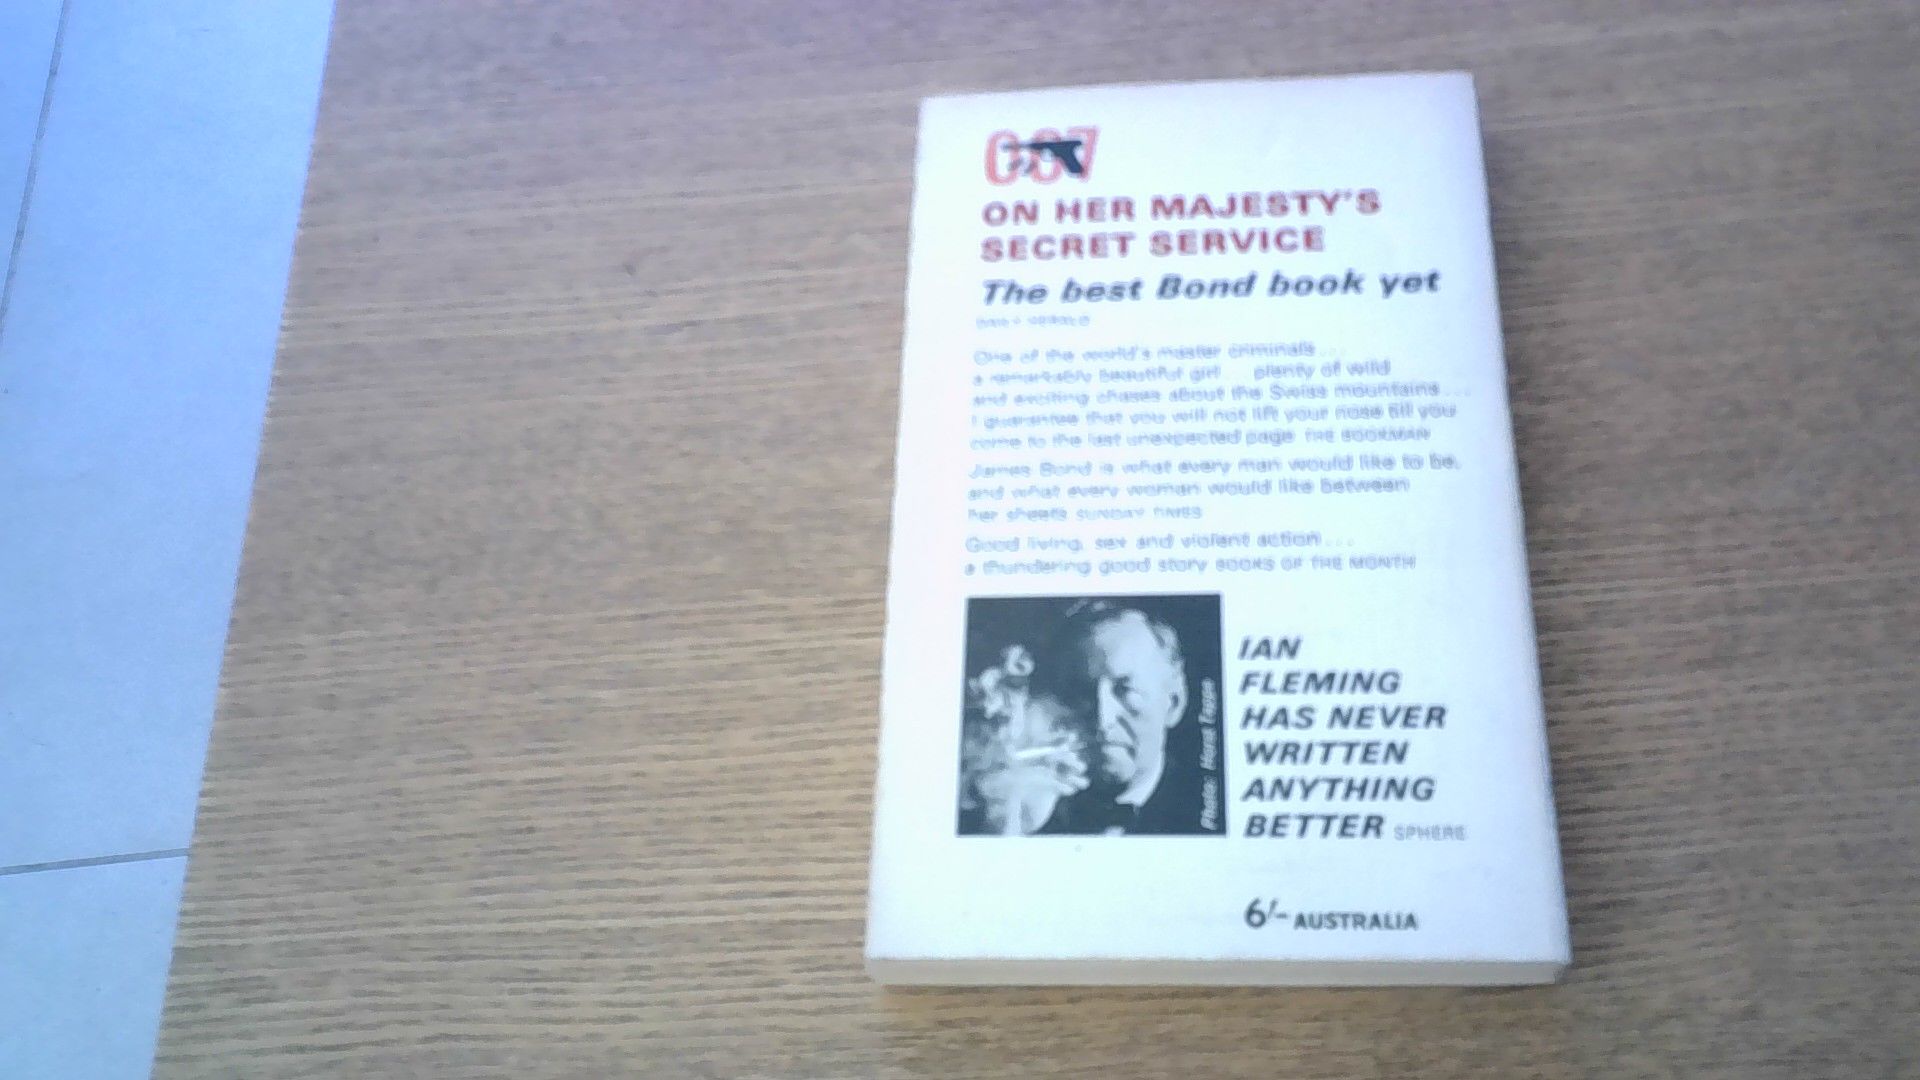 007
ON HER MAJESTY'S
SECRET SERVICE
The best Bond book yet
DAILY HERALD
One of the world's master criminals ...
a remarkably beautiful girl ... plenty of wild
and exciting chases about the Swiss mountains ...
I guarantee that you will not lift your nose till you
come to the last unexpected page THE BOOKMAN
James Bond is what every man would like to be,
and what every woman would like between
her sheets SUNDAY TIMES
Good living, sex and violent action ...
a thundering good story BOOKS OF THE MONTH
Photo: Horst Tappe
IAN
FLEMING
HAS NEVER
WRITTEN
ANYTHING
BETTER SPHERE
6/- AUSTRALIA